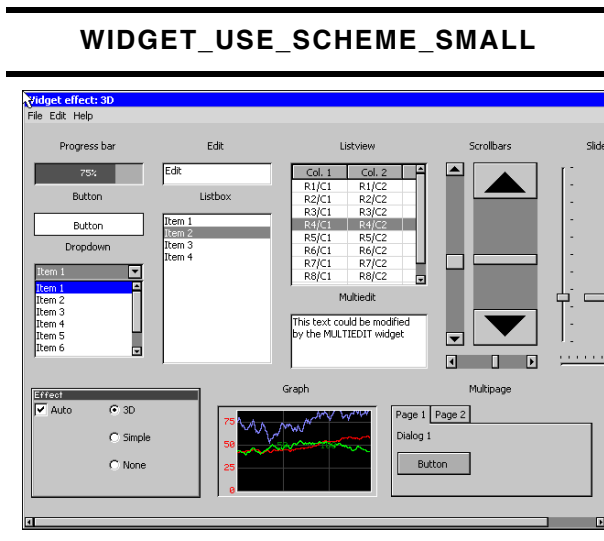 WIDGET_USE_SCHEME_SMALL
Widget effect: 3D
File Edit Help
Progress bar
75%
Button
Button
Dropdown
Item 1
Item 1
Item 2
Item 3
Item 4
Item 5
Item 6
Edit
Edit
Listbox
Item 1
Item 2
Item 3
Item 4
Listview
Col. 1 Col. 2
R1/C1 R1/C2
R2/C1 R2/C2
R3/C1 R3/C2
R4/C1 R4/C2
R5/C1 R5/C2
R6/C1 R6/C2
R7/C1 R7/C2
R8/C1 R8/C2
Multiedit
This text could be modified
by the MULTIEDIT widget
Scrollbars
Slide
Effect
Auto
3D
Simple
None
Graph
75
50
25
0
Multipage
Page 1 Page 2
Dialog 1
Button